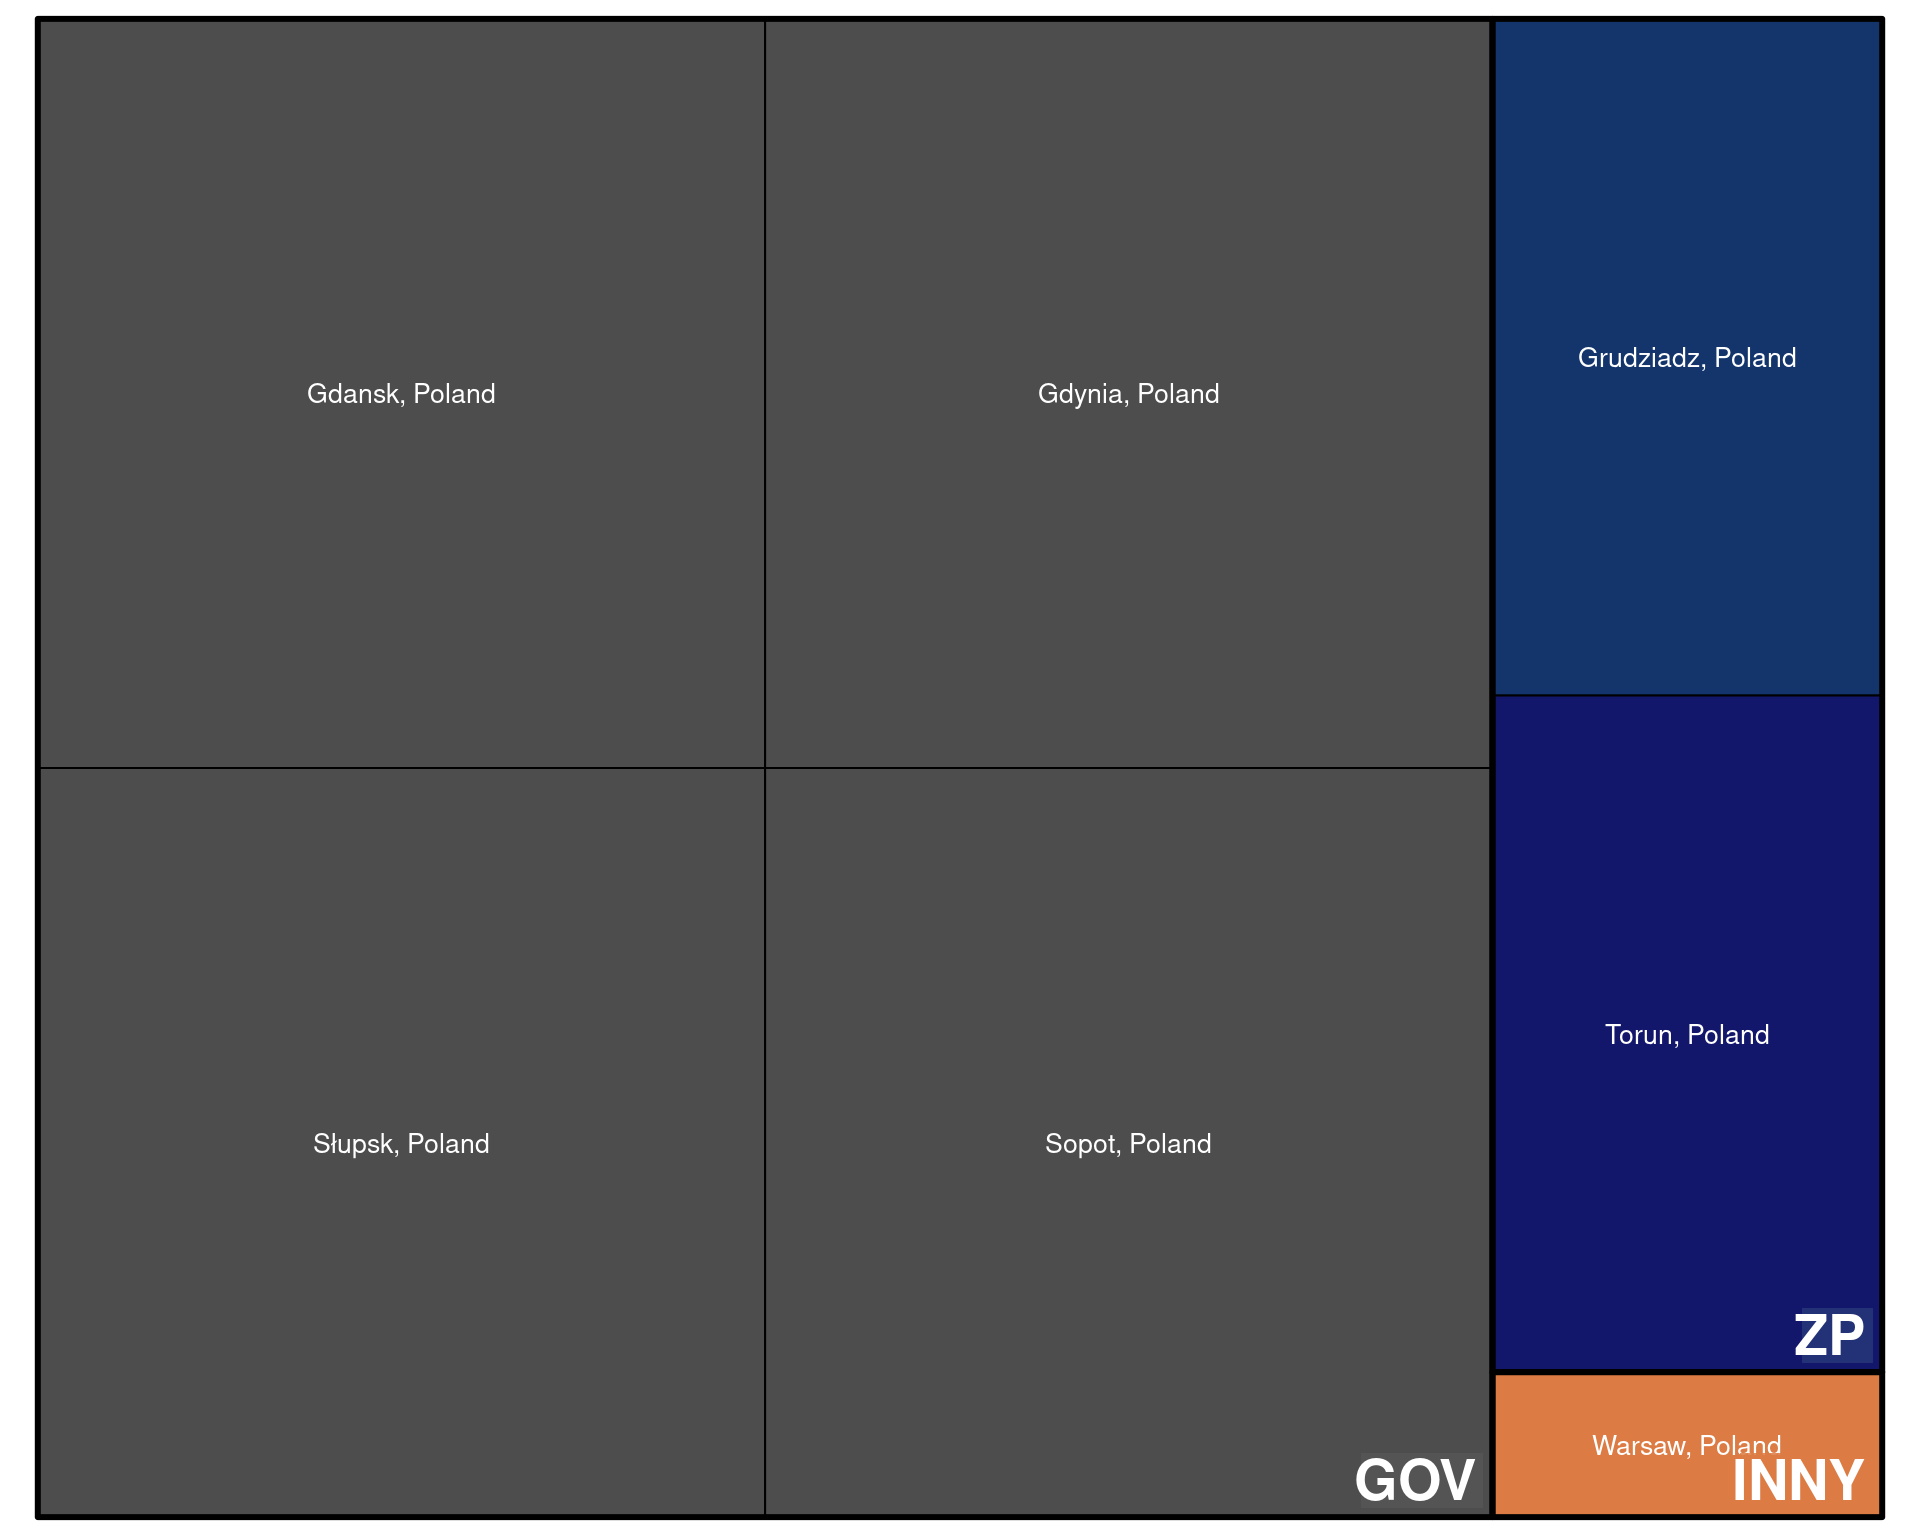 Gdansk, Poland
Gdynia, Poland
Grudziadz, Poland
Słupsk, Poland
Sopot, Poland
Torun, Poland
ZP
Warsaw, Poland
GOV
INNY